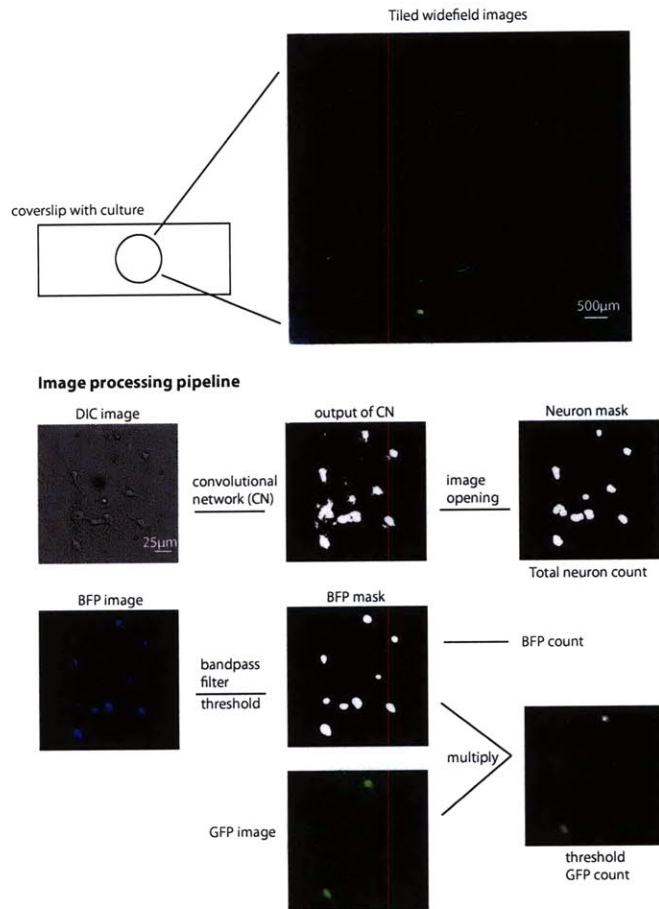 Tiled widefield images
coverslip with culture
500μm
Image processing pipeline
DIC image
output of CN
Neuron mask
convolutional
network (CN)
image
opening
25μm
Total neuron count
BFP image
BFP mask
bandpass
filter
threshold
BFP count
multiply
GFP image
threshold
GFP count